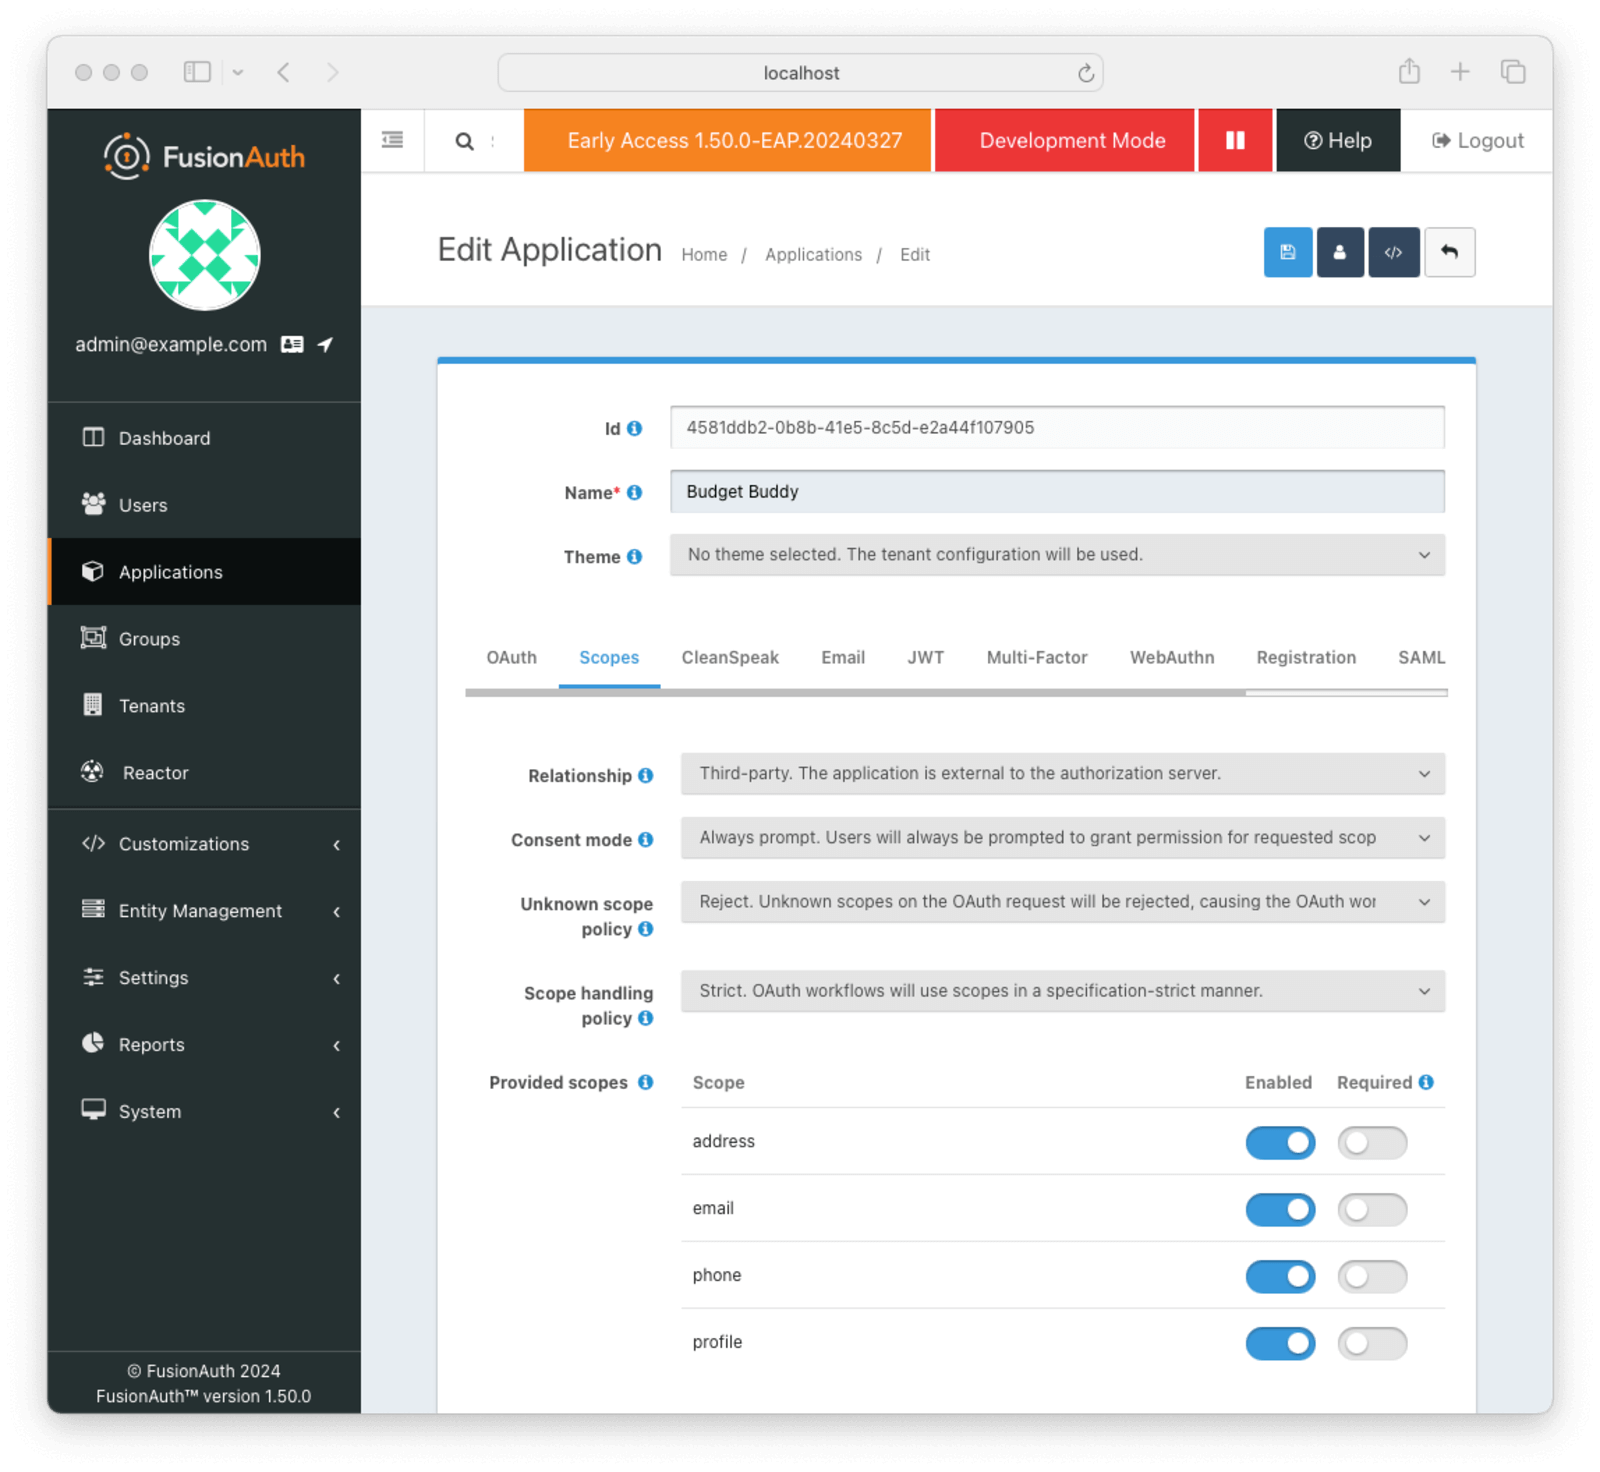 localhost
FusionAuth
Early Access 1.50.0-EAP.20240327
Development Mode
Help
Logout
admin@example.com
Edit Application
Home / Applications / Edit
Dashboard
Users
Applications
Groups
Tenants
Reactor
Customizations
Entity Management
Settings
Reports
System
© FusionAuth 2024
FusionAuth™ version 1.50.0
Id 4581ddb2-0b8b-41e5-8c5d-e2a44f107905
Name* Budget Buddy
Theme No theme selected. The tenant configuration will be used.
OAuth Scopes CleanSpeak Email JWT Multi-Factor WebAuthn Registration SAML
Relationship Third-party. The application is external to the authorization server.
Consent mode Always prompt. Users will always be prompted to grant permission for requested scop
Unknown scope policy Reject. Unknown scopes on the OAuth request will be rejected, causing the OAuth wor
Scope handling policy Strict. OAuth workflows will use scopes in a specification-strict manner.
Provided scopes Scope Enabled Required
address
email
phone
profile